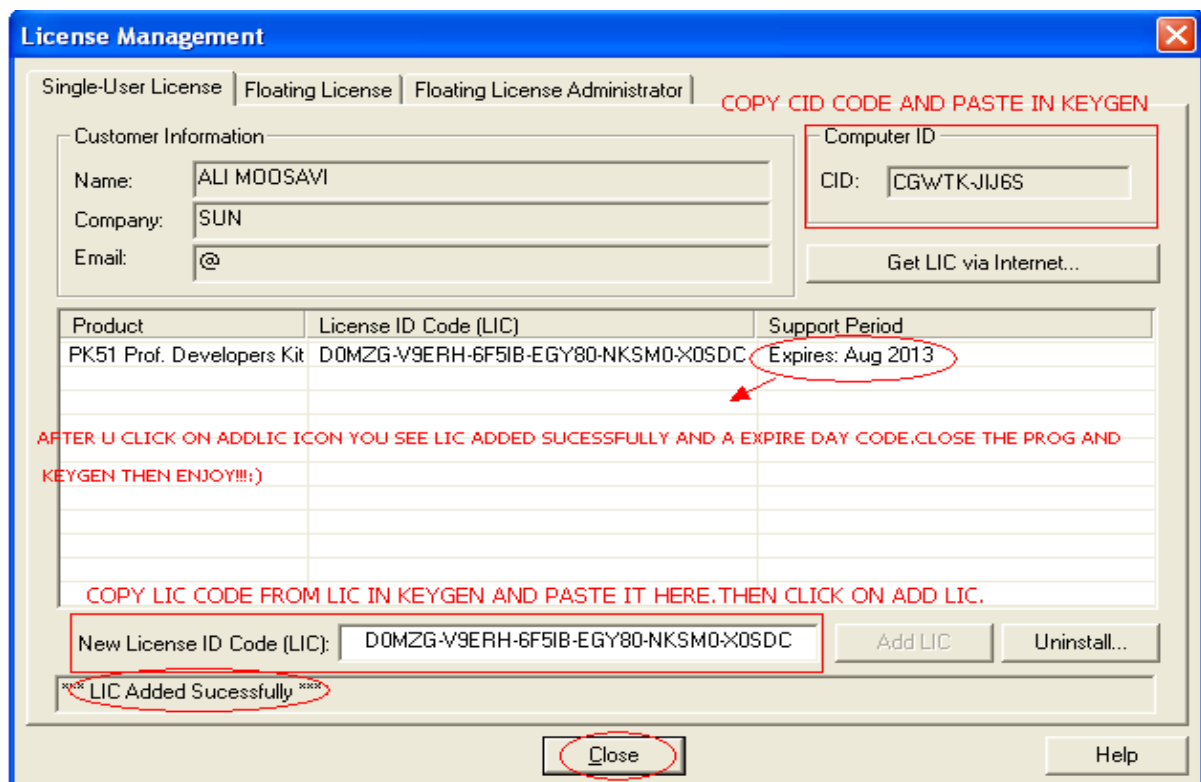 License Management
Single-User License Floating License Floating License Administrator
COPY CID CODE AND PASTE IN KEYGEN
Customer Information
Name: ALI MOOSAVI
Company: SUN
Email: @
Computer ID
CID: CGWTK-JIJ6S
Get LIC via Internet...
Product License ID Code (LIC) Support Period
PK51 Prof. Developers Kit D0MZG-V9ERH-6F5IB-EGY80-NKSM0-X0SDC Expires: Aug 2013
AFTER U CLICK ON ADDLIC ICON YOU SEE LIC ADDED SUCESSFULLY AND A EXPIRE DAY CODE.CLOSE THE PROG AND
KEYGEN THEN ENJOY!!!:)
COPY LIC CODE FROM LIC IN KEYGEN AND PASTE IT HERE.THEN CLICK ON ADD LIC.
New License ID Code (LIC): D0MZG-V9ERH-6F5IB-EGY80-NKSM0-X0SDC Add LIC Uninstall...
*** LIC Added Sucessfully ***
Close Help